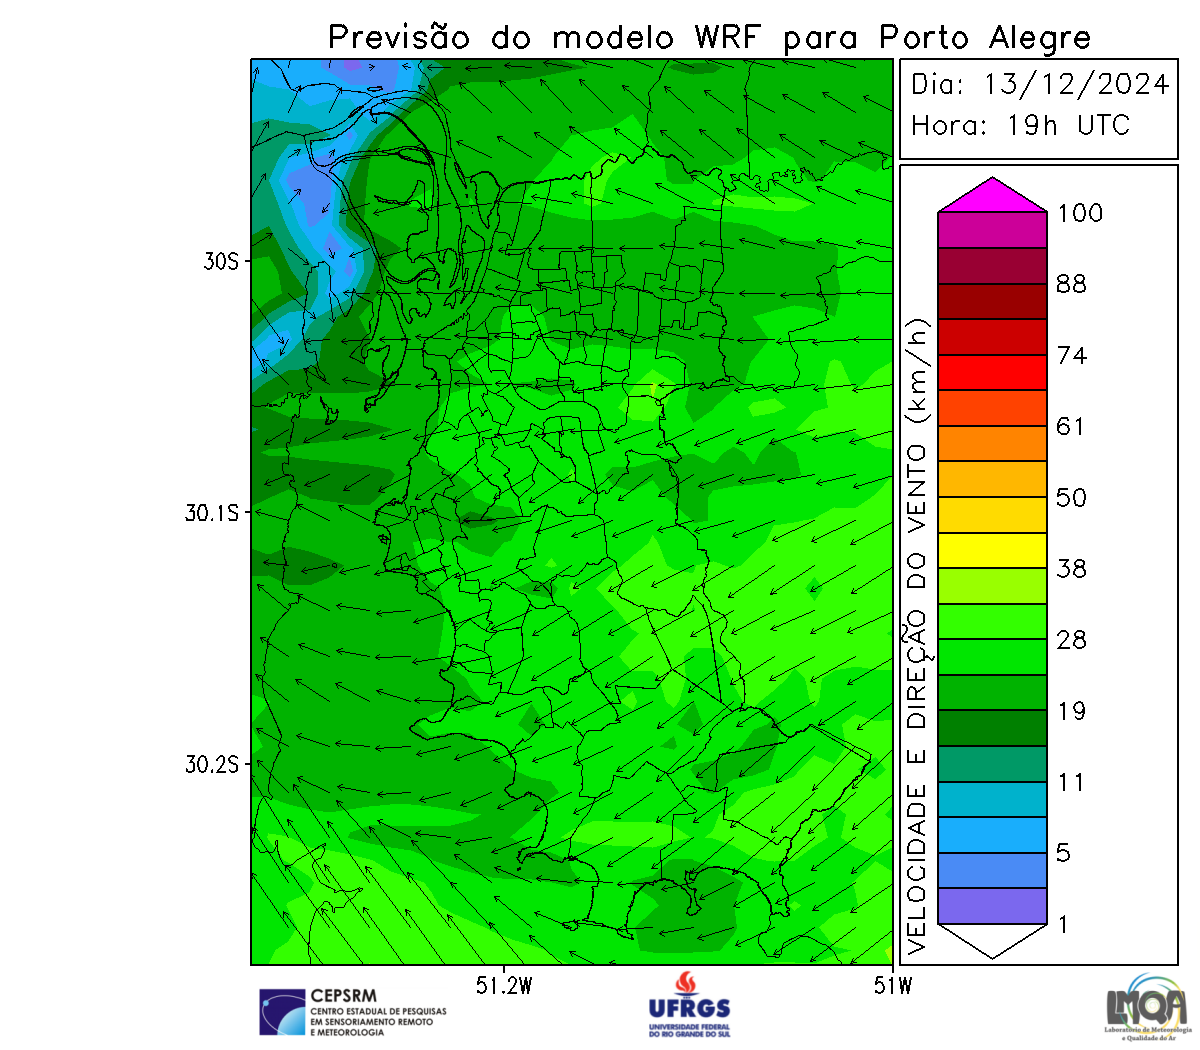 Previsão do modelo WRF para Porto Alegre
Dia: 13/12/2024
Hora: 19h UTC
30S
30.1S
30.2S
51.2W
51W
VELOCIDADE E DIREÇÃO DO VENTO (km/h)
100
88
74
61
50
38
28
19
11
5
1
CEPSRM
CENTRO ESTADUAL DE PESQUISAS
EM SENSORIAMENTO REMOTO
E METEOROLOGIA
UFRGS
UNIVERSIDADE FEDERAL
DO RIO GRANDE DO SUL
LMQA
Laboratório de Meteorologia
e Qualidade do Ar